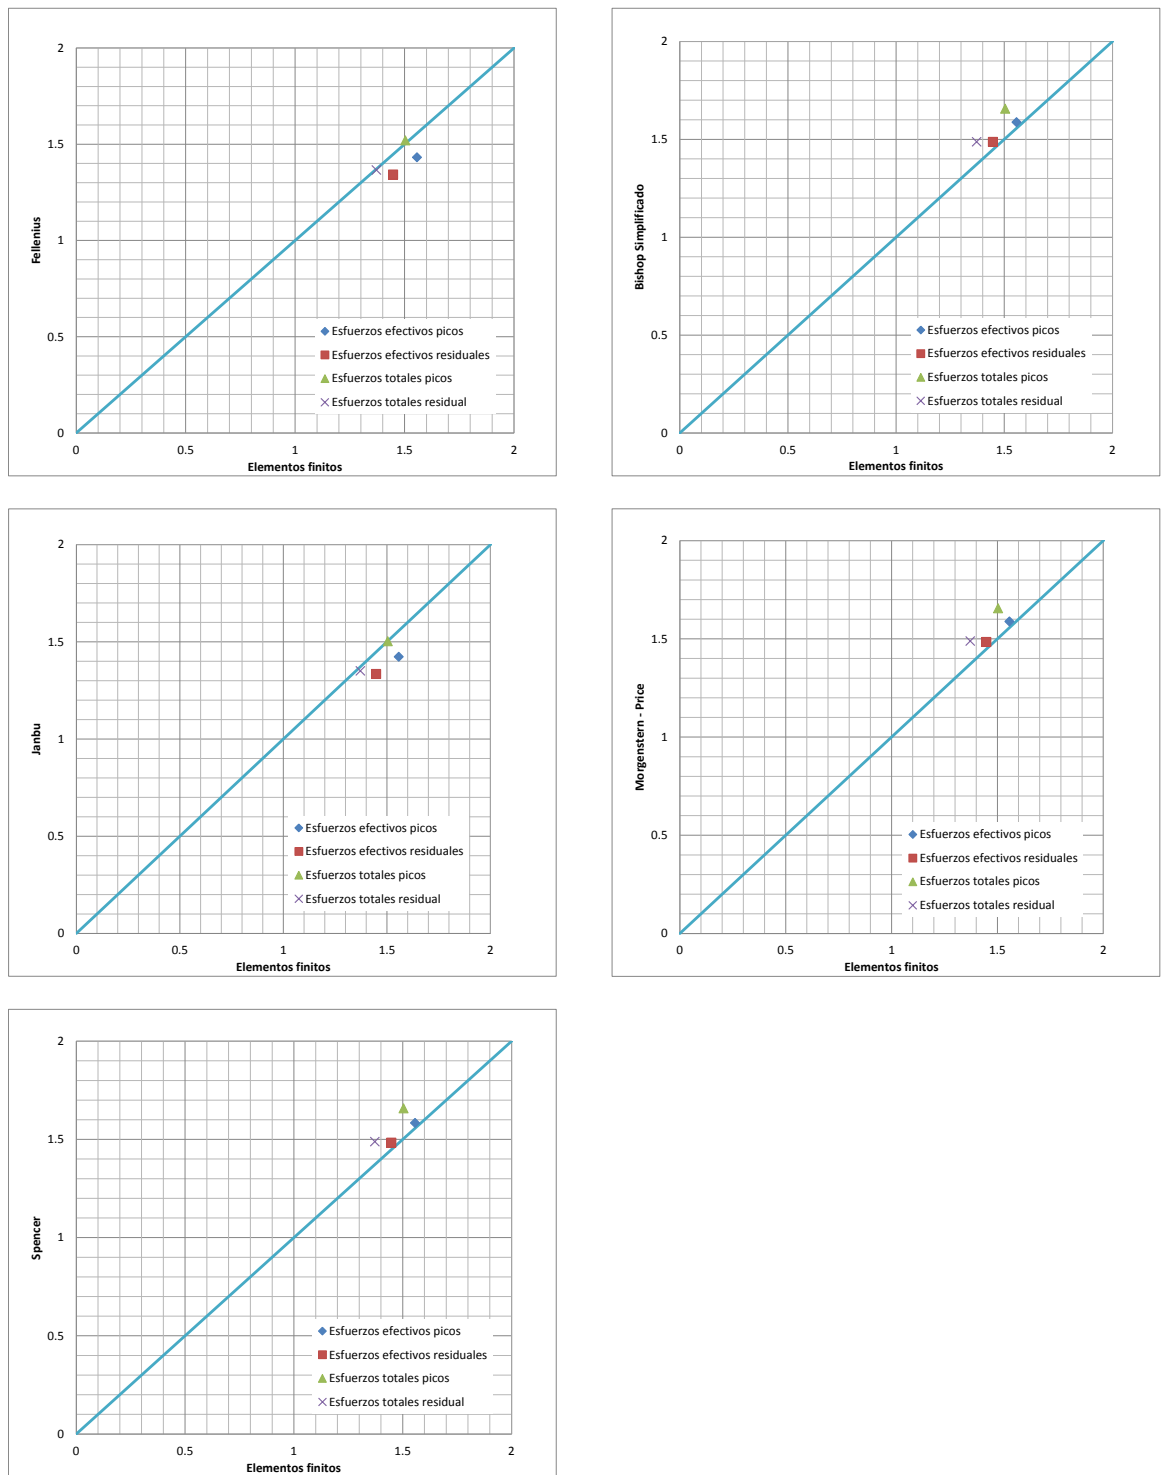 2
1.5
1
0.5
0
0
0.5
1
1.5
2
Fellenius
Elementos finitos
Esfuerzos efectivos picos
Esfuerzos efectivos residuales
Esfuerzos totales picos
Esfuerzos totales residual
2
1.5
1
0.5
0
0
0.5
1
1.5
2
Bishop Simplificado
Elementos finitos
Esfuerzos efectivos picos
Esfuerzos efectivos residuales
Esfuerzos totales picos
Esfuerzos totales residual
2
1.5
1
0.5
0
0
0.5
1
1.5
2
Janbu
Elementos finitos
Esfuerzos efectivos picos
Esfuerzos efectivos residuales
Esfuerzos totales picos
Esfuerzos totales residual
2
1.5
1
0.5
0
0
0.5
1
1.5
2
Morgenstern - Price
Elementos finitos
Esfuerzos efectivos picos
Esfuerzos efectivos residuales
Esfuerzos totales picos
Esfuerzos totales residual
2
1.5
1
0.5
0
0
0.5
1
1.5
2
Spencer
Elementos finitos
Esfuerzos efectivos picos
Esfuerzos efectivos residuales
Esfuerzos totales picos
Esfuerzos totales residual